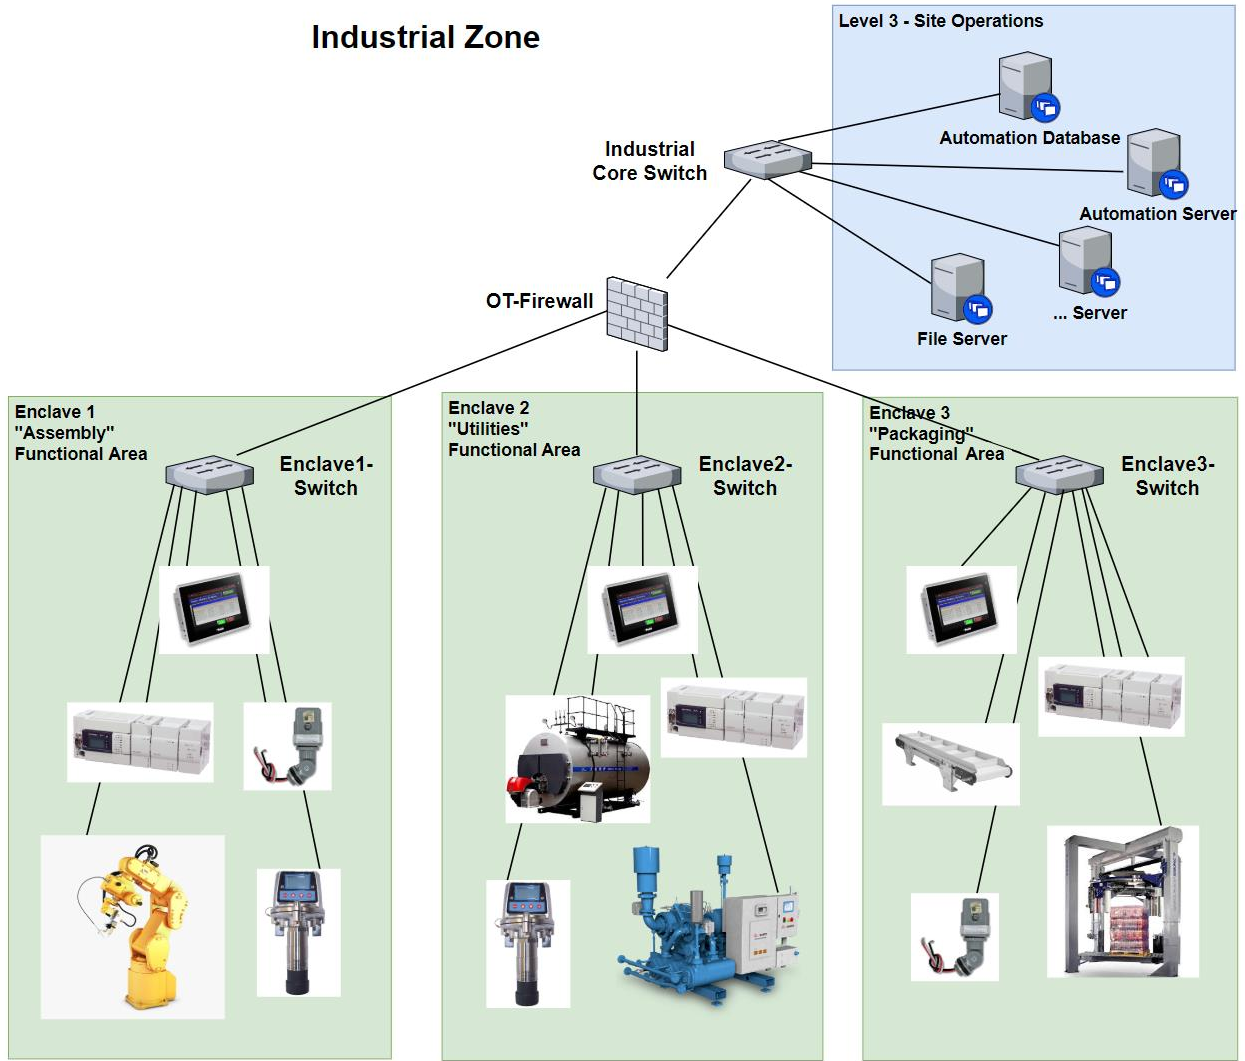 Industrial Zone
Level 3 - Site Operations
Automation Database
Industrial
Core Switch
Automation Server
... Server
File Server
OT-Firewall
Enclave 1
"Assembly"
Functional Area
Enclave1-
Switch
Enclave 2
"Utilities"
Functional Area
Enclave2-
Switch
Enclave 3
"Packaging"
Functional Area
Enclave3-
Switch